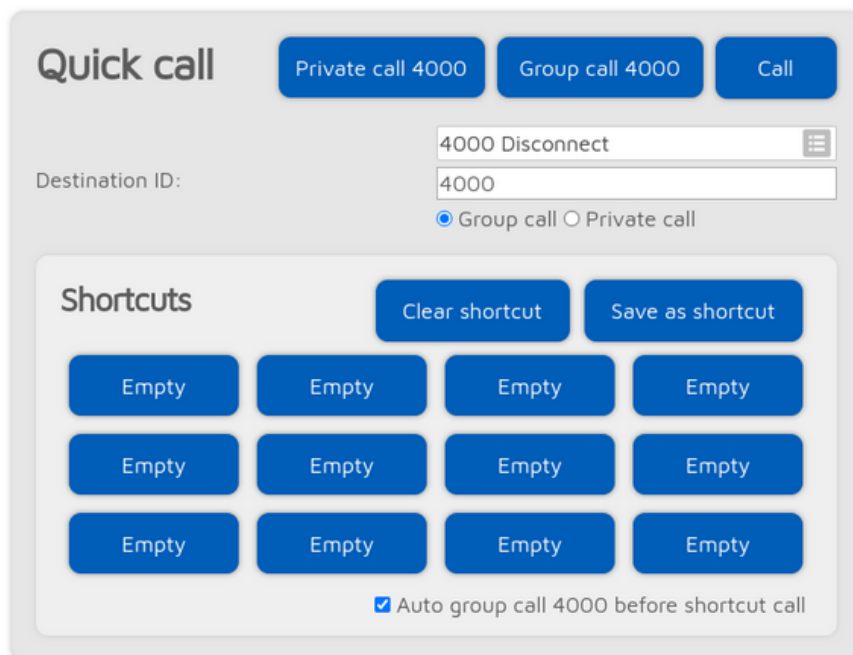 Quick call Private call 4000 Group call 4000 Call
4000 Disconnect
Destination ID:
4000
Group call Private call
Shortcuts Clear shortcut Save as shortcut
Empty Empty Empty Empty
Empty Empty Empty Empty
Empty Empty Empty Empty
Auto group call 4000 before shortcut call